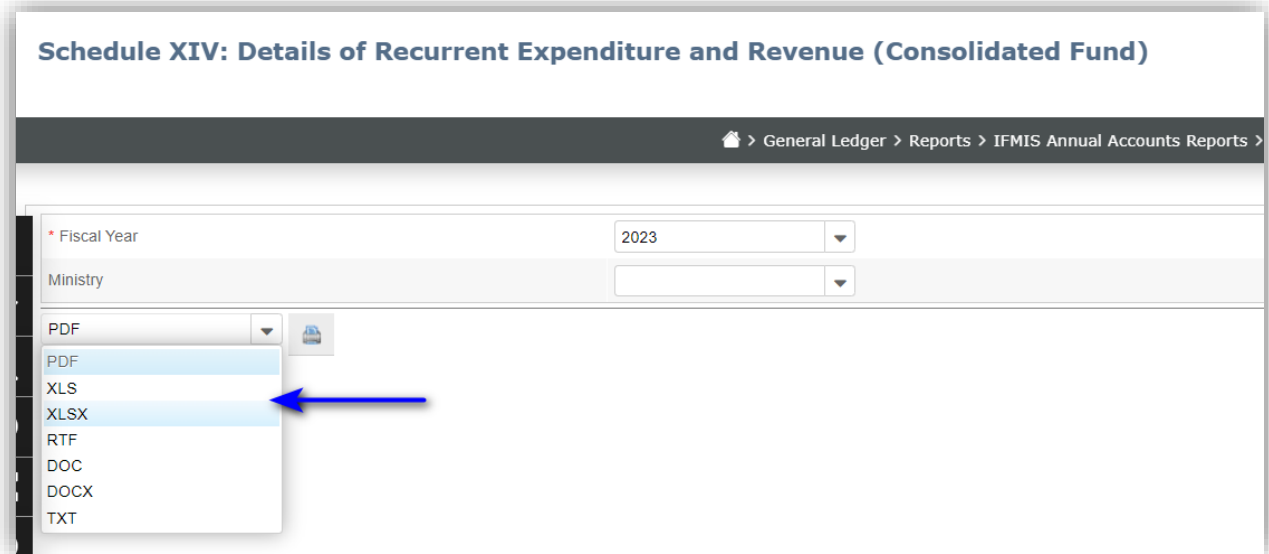 Schedule XIV: Details of Recurrent Expenditure and Revenue (Consolidated Fund)
> General Ledger > Reports > IFMIS Annual Accounts Reports >
* Fiscal Year 2023
Ministry
PDF
PDF
XLS
XLSX
RTF
DOC
DOCX
TXT